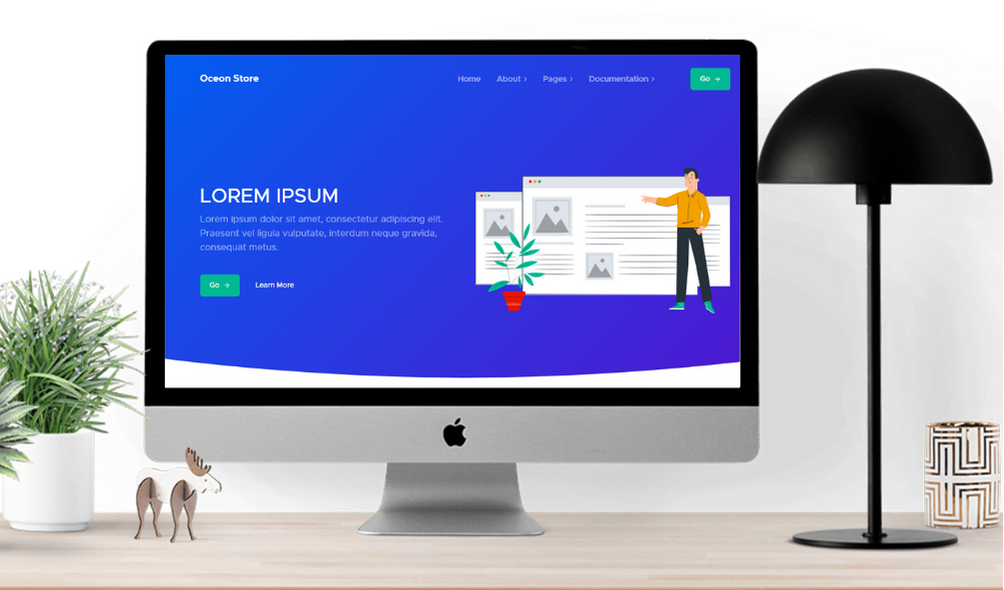 Oceon Store
Home About Pages Documentation Go →
LOREM IPSUM
Lorem ipsum dolor sit amet, consectetur adipiscing elit.
Praesent vel ligula vulputate, interdum neque gravida,
consequat metus.
Go → Learn More